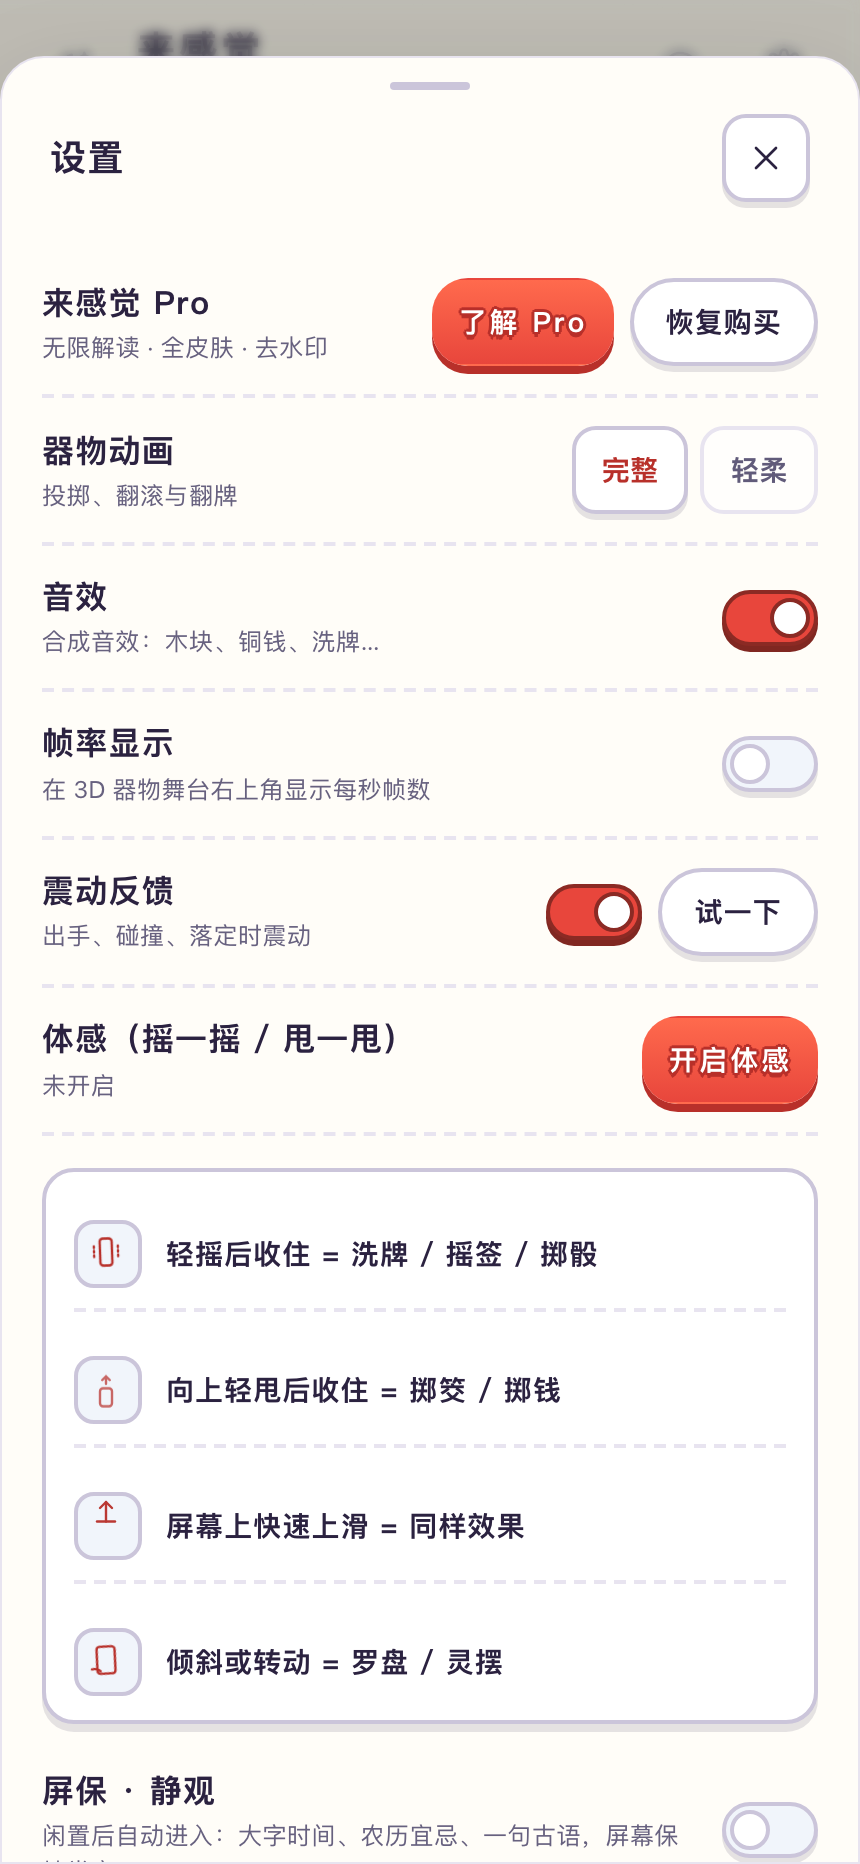 来感觉
设置
来感觉 Pro
无限解读 · 全皮肤 · 去水印
了解 Pro
恢复购买
器物动画
投掷、翻滚与翻牌
完整
轻柔
音效
合成音效：木块、铜钱、洗牌...
帧率显示
在 3D 器物舞台右上角显示每秒帧数
震动反馈
出手、碰撞、落定时震动
试一下
体感（摇一摇 / 甩一甩）
未开启
开启体感
轻摇后收住 = 洗牌 / 摇签 / 掷骰
向上轻甩后收住 = 掷筊 / 掷钱
屏幕上快速上滑 = 同样效果
倾斜或转动 = 罗盘 / 灵摆
屏保 · 静观
闲置后自动进入：大字时间、农历宜忌、一句古语，屏幕保